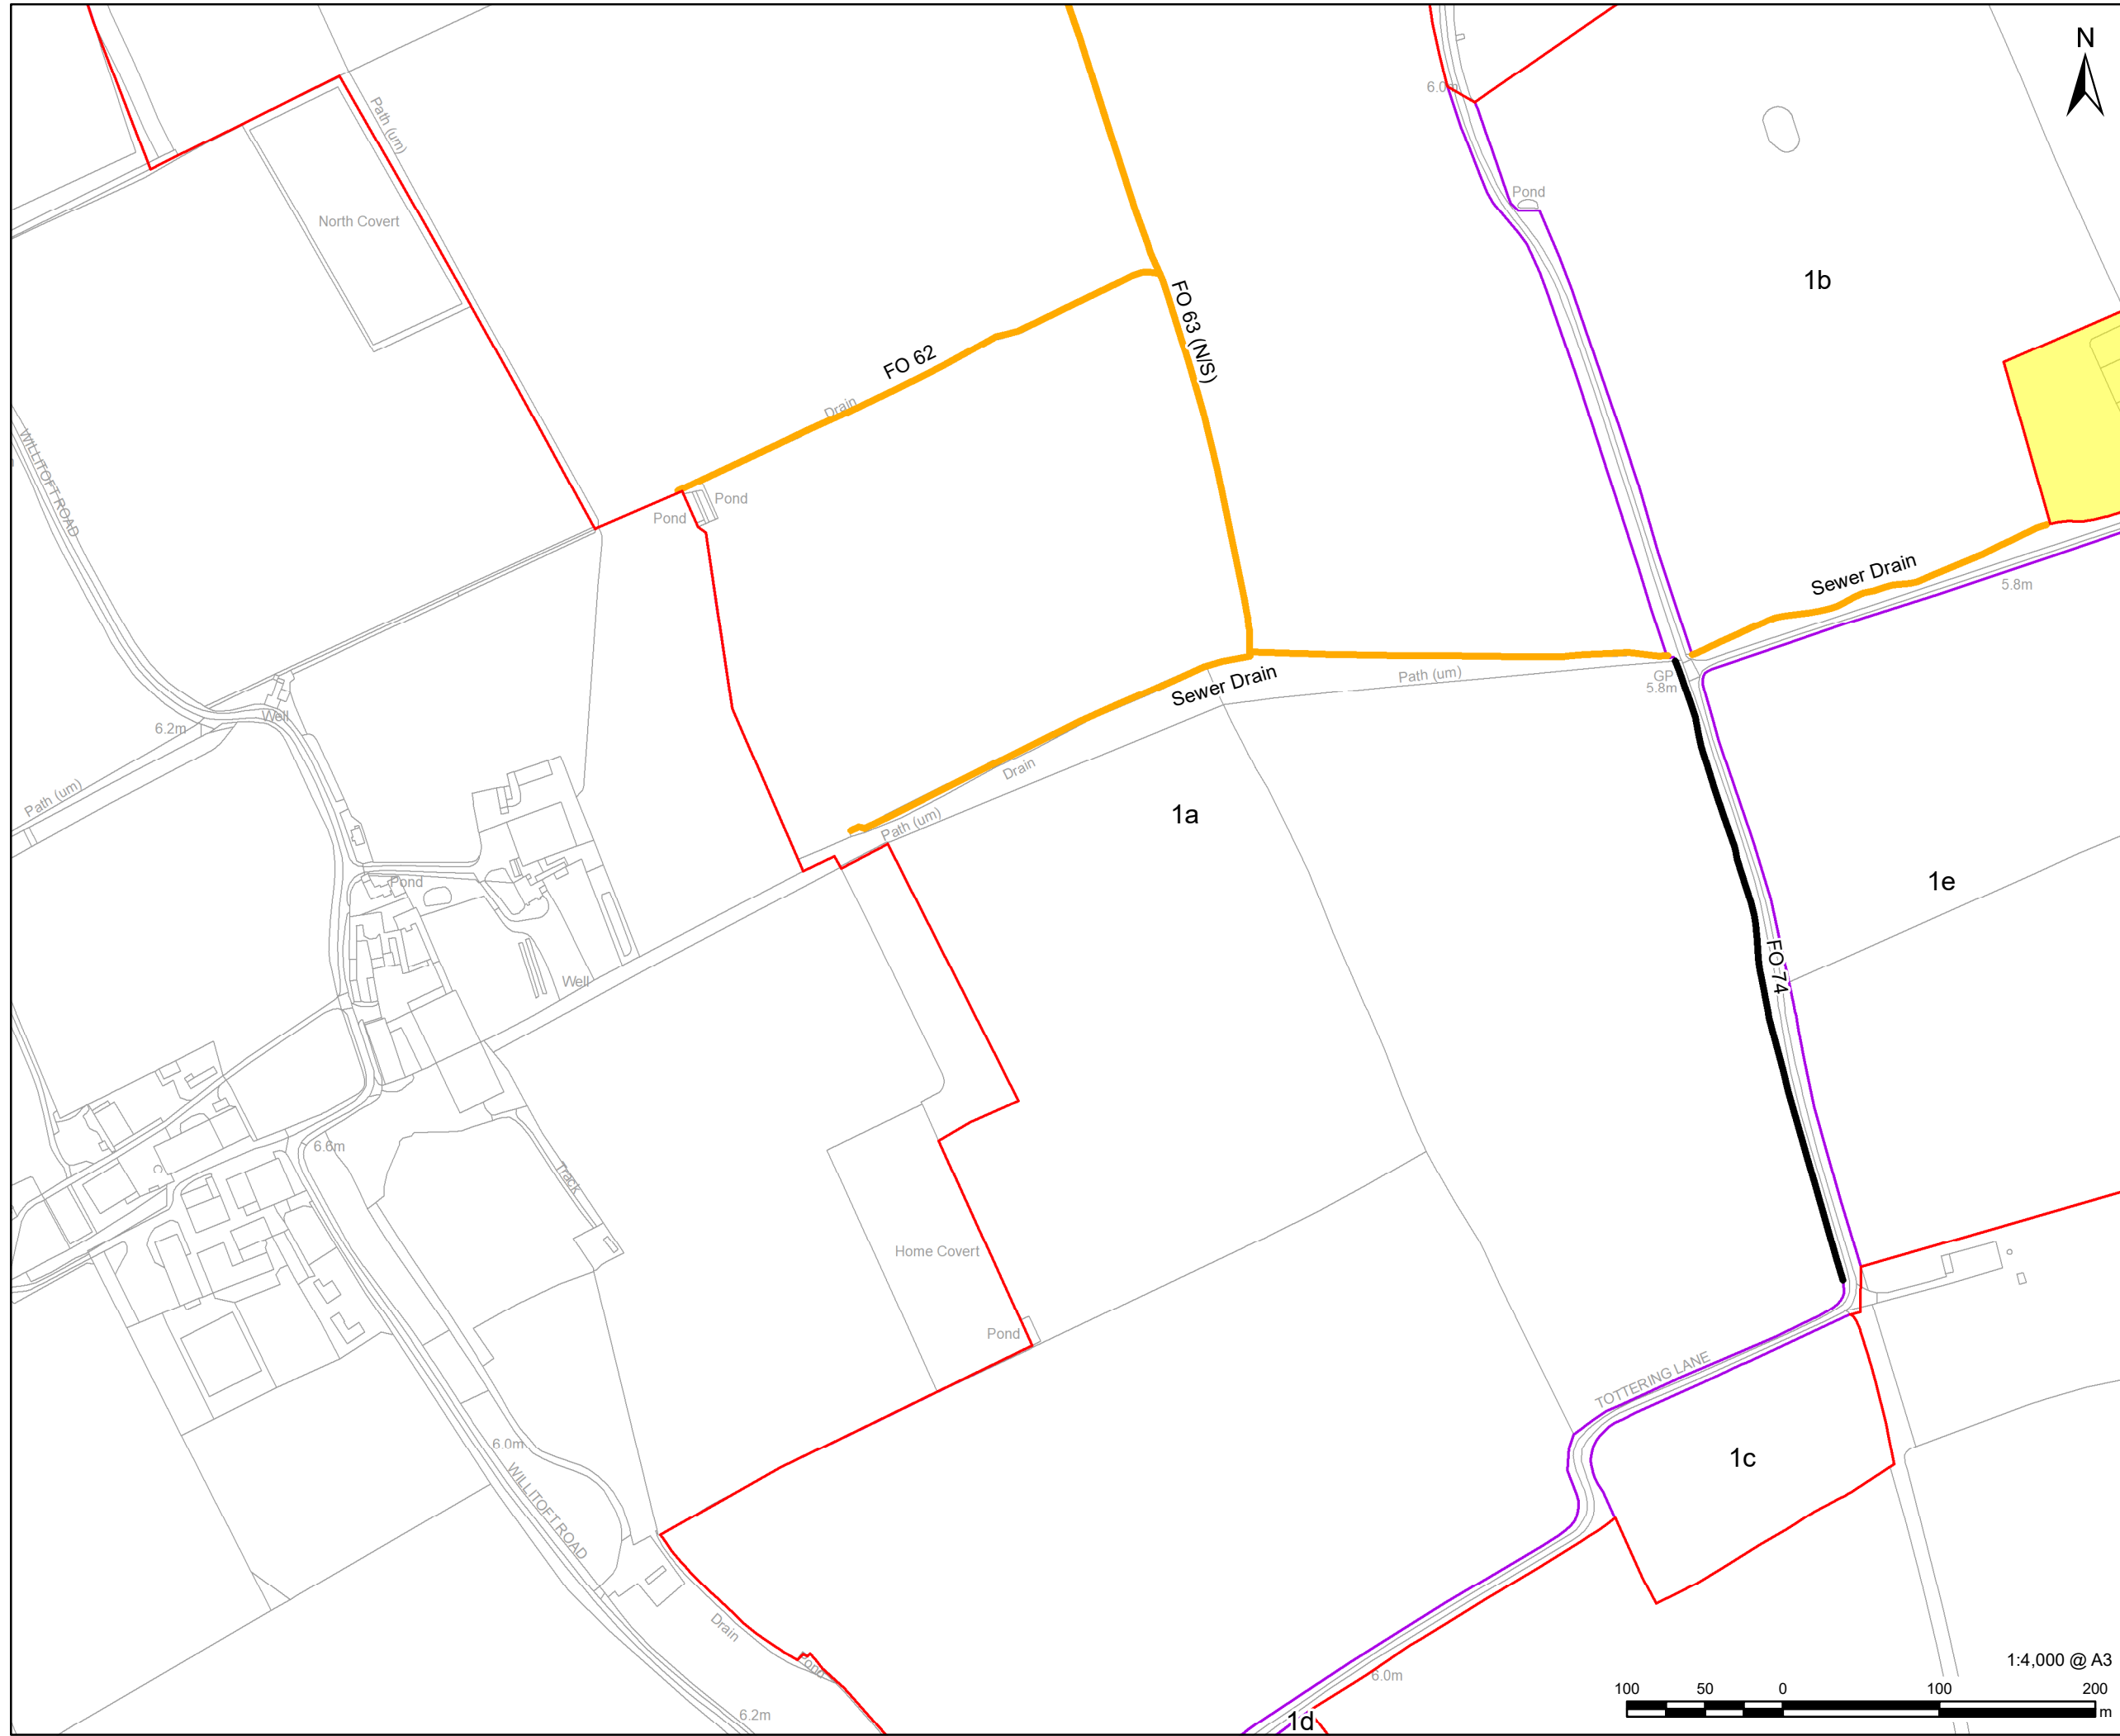 N
Path (um)
6.0m
North Covert
Pond
1b
FO 63 (N/S)
FO 62
Drain
WILLITOFT ROAD
Pond
Pond
Sewer Drain
5.8m
Sewer Drain
Path (um)
GP
5.8m
Well
6.2m
Drain
Path (um)
Path (um)
1a
Pond
1e
FO 74
Well
6.6m
Track
Home Covert
Pond
TOTTERING LANE
6.0m
1c
WILLITOFT ROAD
Drain
6.0m
6.2m
1d
1:4,000 @ A3
100 50 0 100 200
m